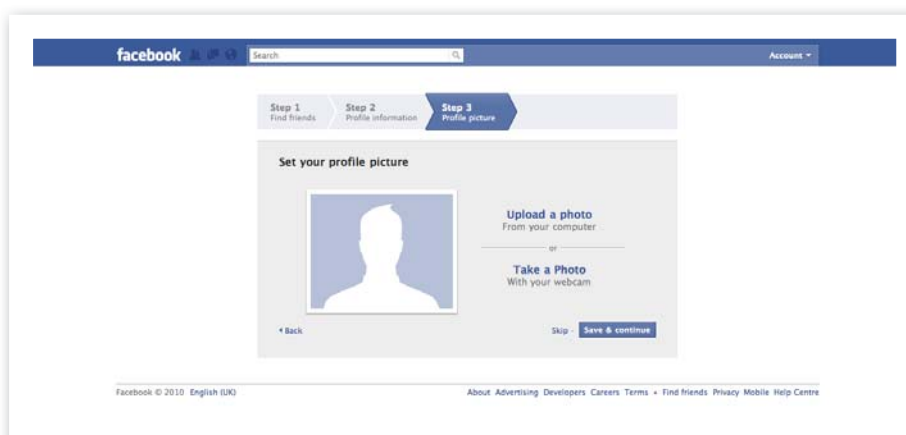 facebook Search Account
Step 1 Step 2 Step 3
Find friends Profile information Profile picture
Set your profile picture
Upload a photo
From your computer
or
Take a Photo
With your webcam
Back Skip · Save & continue
Facebook © 2010 English (UK) About Advertising Developers Careers Terms • Find friends Privacy Mobile Help Centre